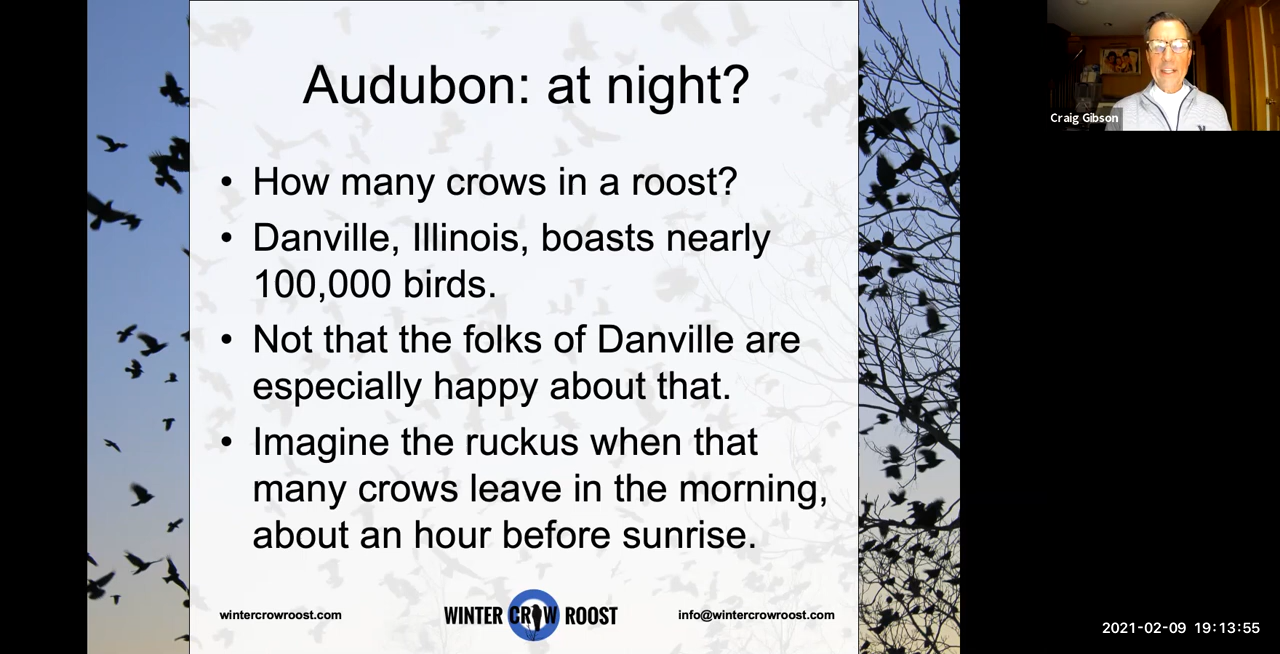 Audubon: at night?
• How many crows in a roost?
• Danville, Illinois, boasts nearly
100,000 birds.
• Not that the folks of Danville are
especially happy about that.
• Imagine the ruckus when that
many crows leave in the morning,
about an hour before sunrise.
wintercrowroost.com
WINTER CROW ROOST
info@wintercrowroost.com
Craig Gibson
2021-02-09 19:13:55